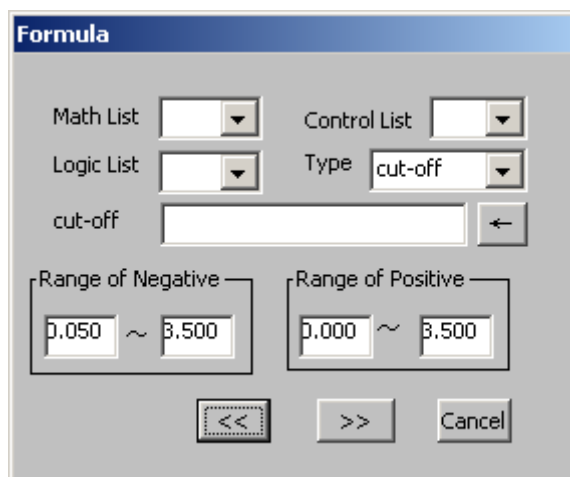 Formula
Math List
Control List
Logic List
Type cut-off
cut-off ←
Range of Negative
Range of Positive
0.050 ~ 3.500
0.000 ~ 3.500
<< >> Cancel